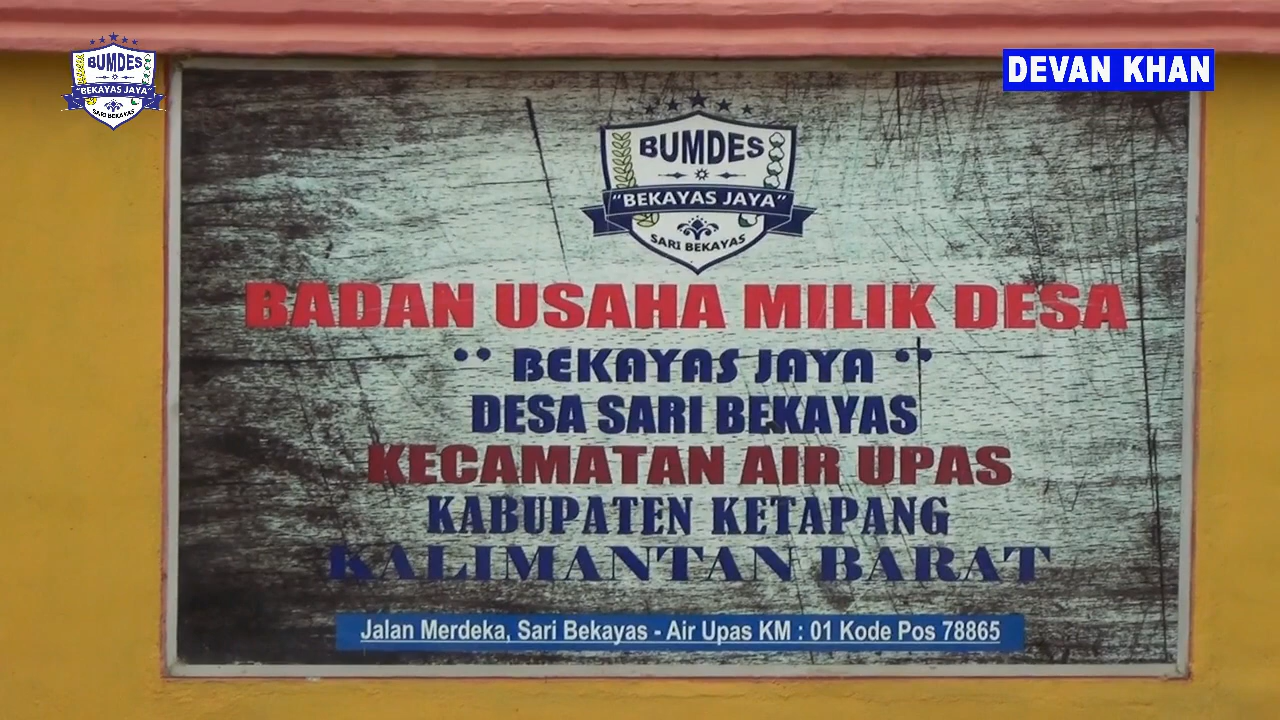 BUMDES
"BEKAYAS JAYA"
SARI BEKAYAS
DEVAN KHAN
BUMDES
"BEKAYAS JAYA"
SARI BEKAYAS
BADAN USAHA MILIK DESA
" BEKAYAS JAYA "
DESA SARI BEKAYAS
KECAMATAN AIR UPAS
KABUPATEN KETAPANG
KALIMANTAN BARAT
Jalan Merdeka, Sari Bekayas - Air Upas KM : 01 Kode Pos 78865